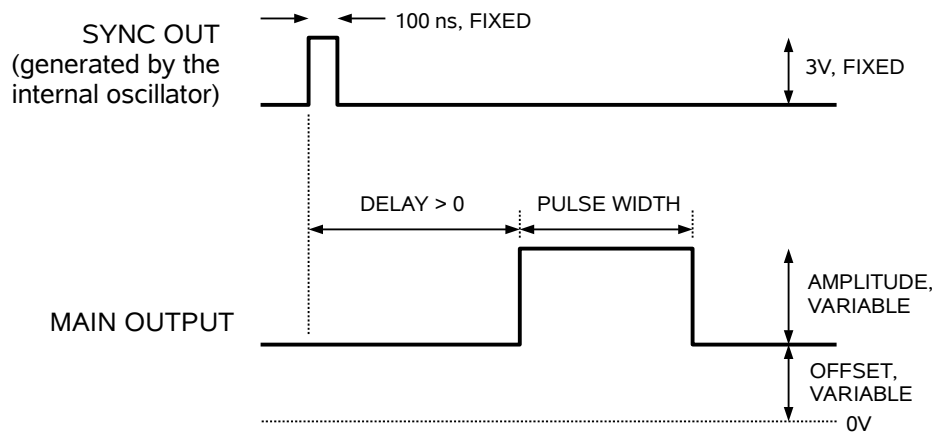 100 ns, FIXED
SYNC OUT
(generated by the
internal oscillator)
3V, FIXED
DELAY > 0
PULSE WIDTH
AMPLITUDE,
VARIABLE
MAIN OUTPUT
OFFSET,
VARIABLE
0V